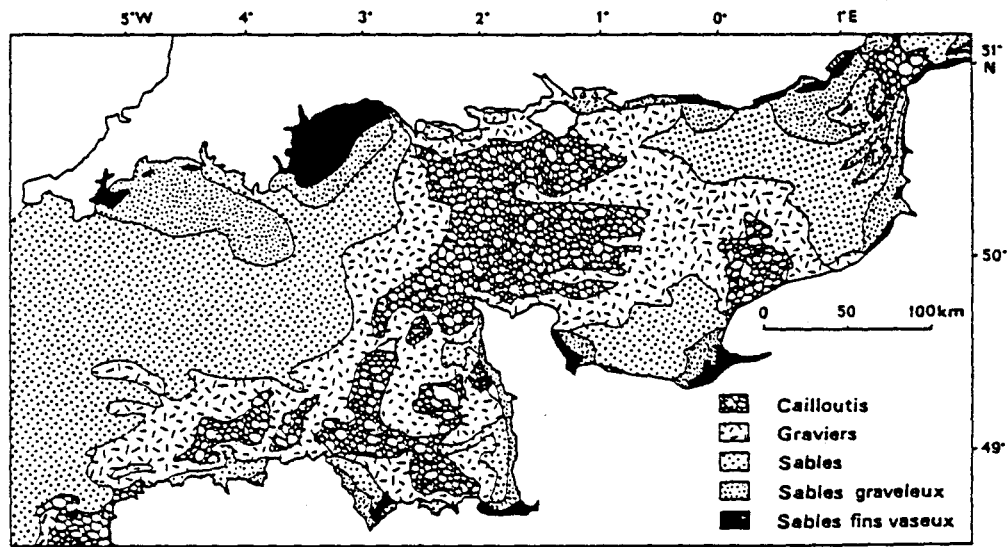 5°W 4° 3° 2° 1° 0° 1° E
51°
N
50°
0 50 100km
49°
Cailloutis
Graviers
Sables
Sables graveleux
Sables fins vaseux